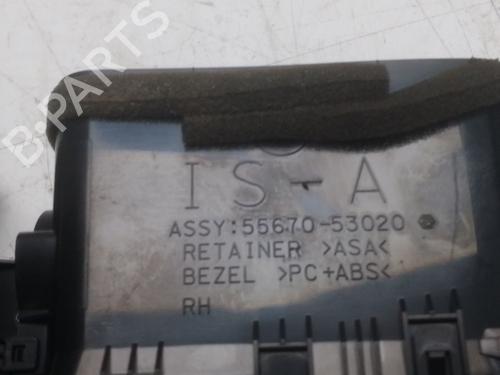 B-PARTS
IS-A
ASSY:55670-53020
RETAINER >ASA<
BEZEL >PC+ABS<
RH